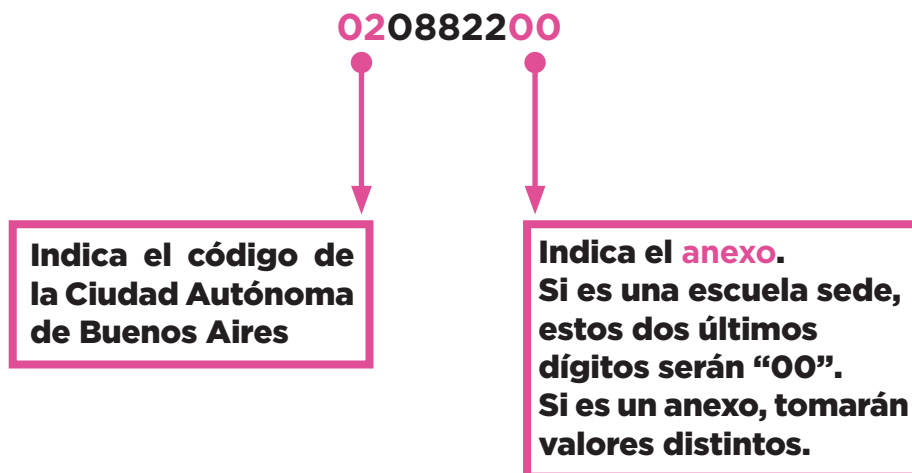 020882200
Indica el código de
la Ciudad Autónoma
de Buenos Aires
Indica el anexo.
Si es una escuela sede,
estos dos últimos
dígitos serán “00”.
Si es un anexo, tomarán
valores distintos.